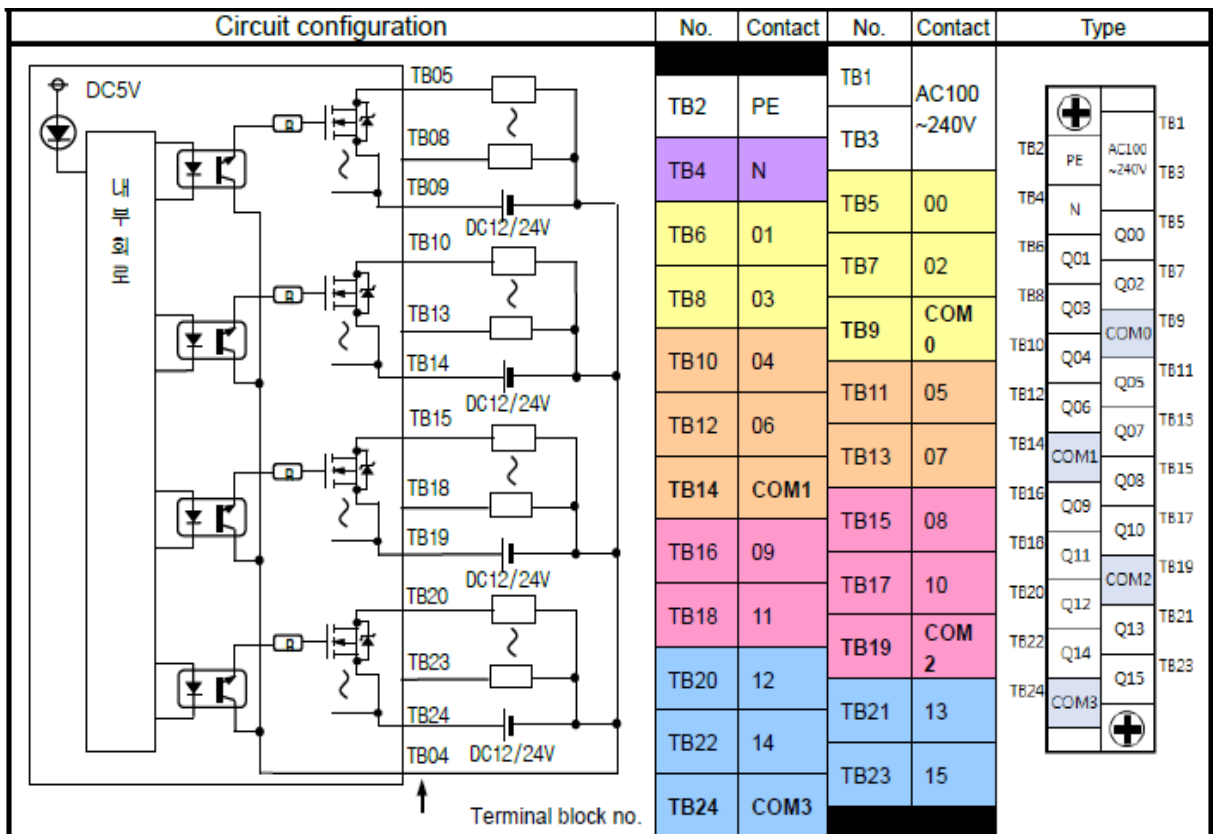 Circuit configuration
No.
Contact
No.
Contact
Type
DC5V
내
부
회
로
R
TB05
TB08
TB09
DC12/24V
R
TB10
TB13
TB14
DC12/24V
R
TB15
TB18
TB19
DC12/24V
R
TB20
TB23
TB24
TB04
DC12/24V
Terminal block no.
TB2 PE
TB4 N
TB6 01
TB8 03
TB10 04
TB12 06
TB14 COM1
TB16 09
TB18 11
TB20 12
TB22 14
TB24 COM3
TB1
AC100
~240V
TB3
TB5 00
TB7 02
TB9
COM
0
TB11 05
TB13 07
TB15 08
TB17 10
TB19
COM
2
TB21 13
TB23 15
TB2
TB4
TB6
TB8
TB10
TB12
TB14
TB16
TB18
TB20
TB22
TB24
PE
N
Q01
Q03
Q04
Q06
COM1
Q09
Q11
Q12
Q14
COM3
AC100
~240V
Q00
Q02
COM0
Q05
Q07
Q08
Q10
COM2
Q13
Q15
TB1
TB3
TB5
TB7
TB9
TB11
TB13
TB15
TB17
TB19
TB21
TB23